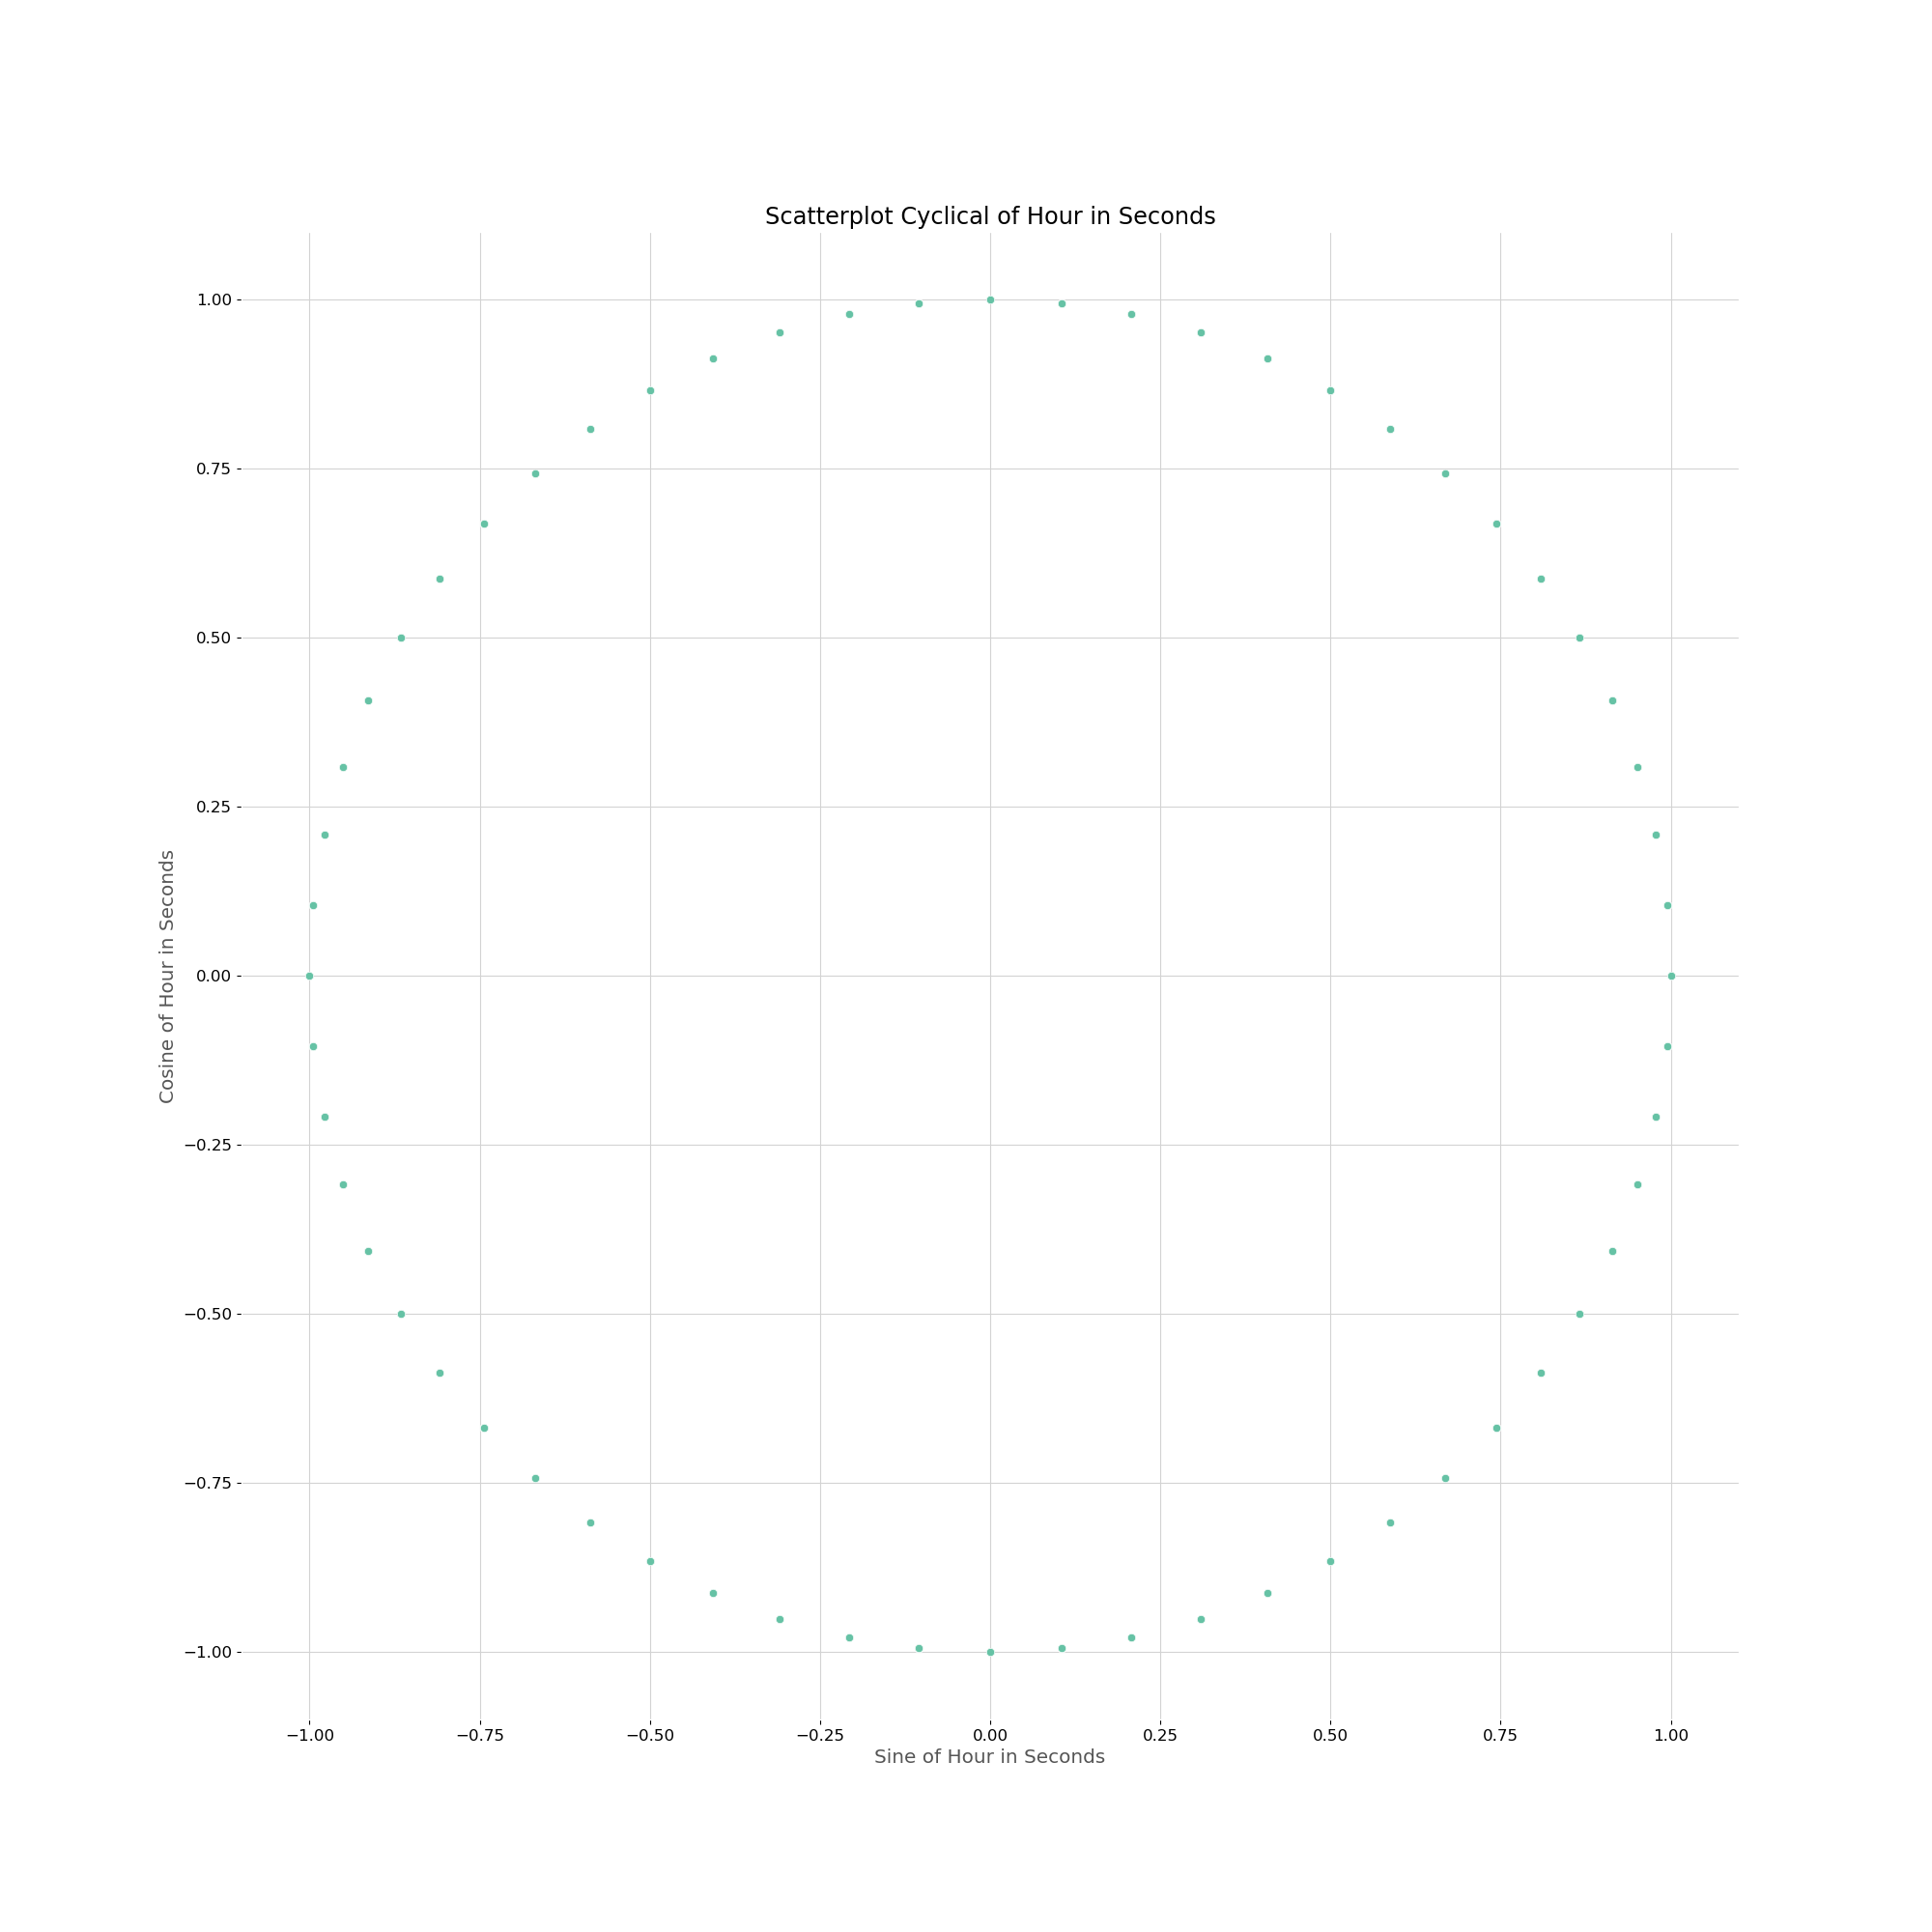 Scatterplot Cyclical of Hour in Seconds
1.00
0.75
0.50
0.25
0.00
−0.25
−0.50
−0.75
−1.00
Cosine of Hour in Seconds
−1.00 −0.75 −0.50 −0.25 0.00 0.25 0.50 0.75 1.00
Sine of Hour in Seconds